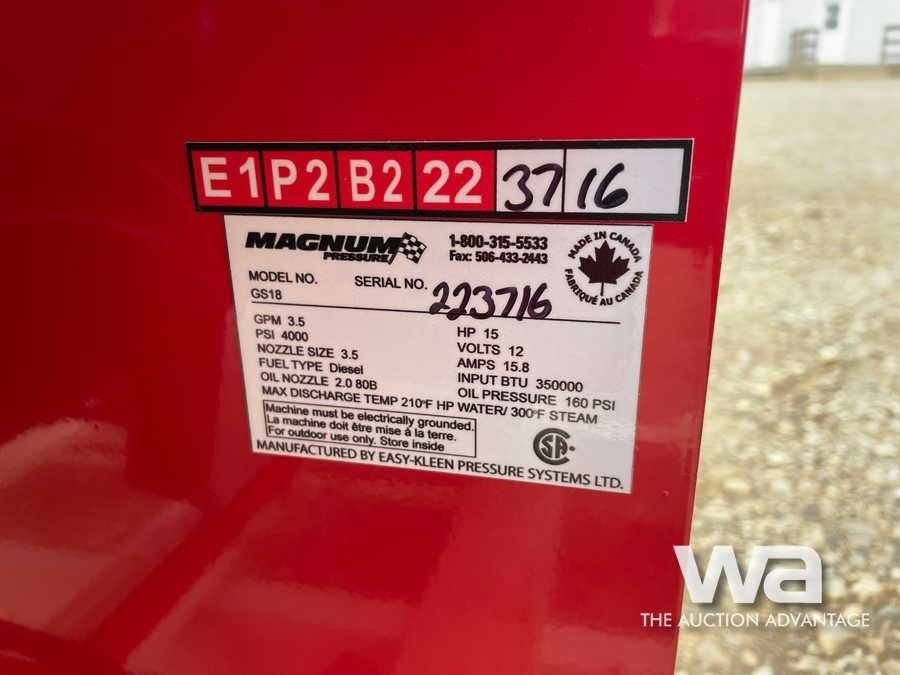 E1 P2 B2 22 37 16
MAGNUM
PRESSURE
1-800-315-5533
Fax: 506-433-2443
MADE IN CANADA
FABRIQUÉ AU CANADA
MODEL NO. SERIAL NO. 223716
GS18
GPM 3.5
PSI 4000
NOZZLE SIZE 3.5
FUEL TYPE Diesel
OIL NOZZLE 2.0 80B
HP 15
VOLTS 12
AMPS 15.8
INPUT BTU 350000
OIL PRESSURE 160 PSI
MAX DISCHARGE TEMP 210°F HP WATER/ 300°F STEAM
Machine must be electrically grounded.
La machine doit être mise à la terre.
For outdoor use only. Store inside
CSA
MANUFACTURED BY EASY-KLEEN PRESSURE SYSTEMS LTD.
wa
THE AUCTION ADVANTAGE